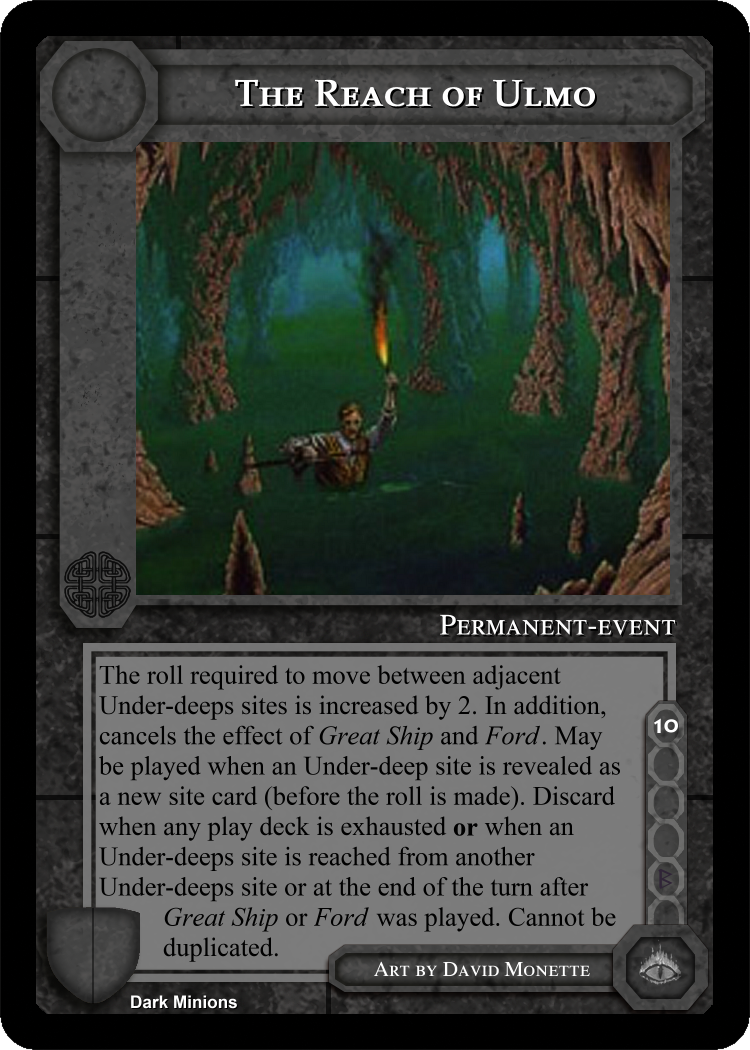 The Reach of Ulmo
Permanent-event
The roll required to move between adjacent
Under-deeps sites is increased by 2. In addition,
cancels the effect of Great Ship and Ford. May
be played when an Under-deep site is revealed as
a new site card (before the roll is made). Discard
when any play deck is exhausted or when an
Under-deeps site is reached from another
Under-deeps site or at the end of the turn after
Great Ship or Ford was played. Cannot be
duplicated.
10
B
Art by David Monette
Dark Minions